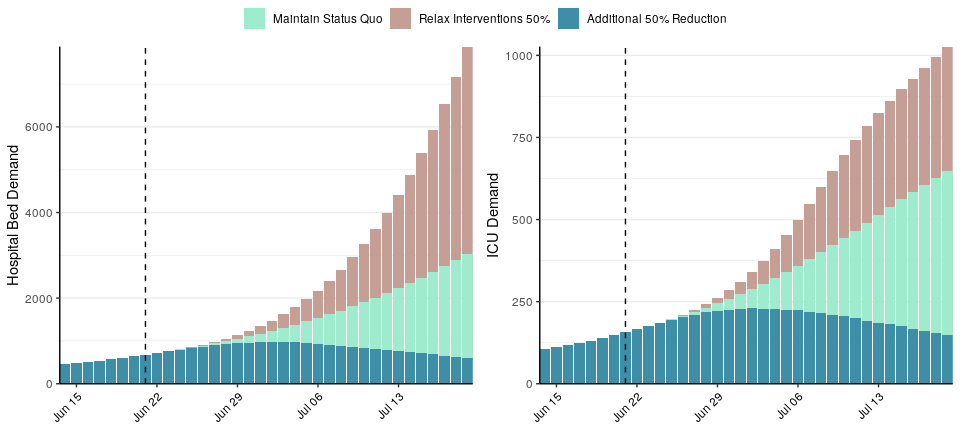 Maintain Status Quo
Relax Interventions 50%
Additional 50% Reduction
Hospital Bed Demand
6000
4000
2000
0
Jun 15
Jun 22
Jun 29
Jul 06
Jul 13
ICU Demand
1000
750
500
250
0
Jun 15
Jun 22
Jun 29
Jul 06
Jul 13